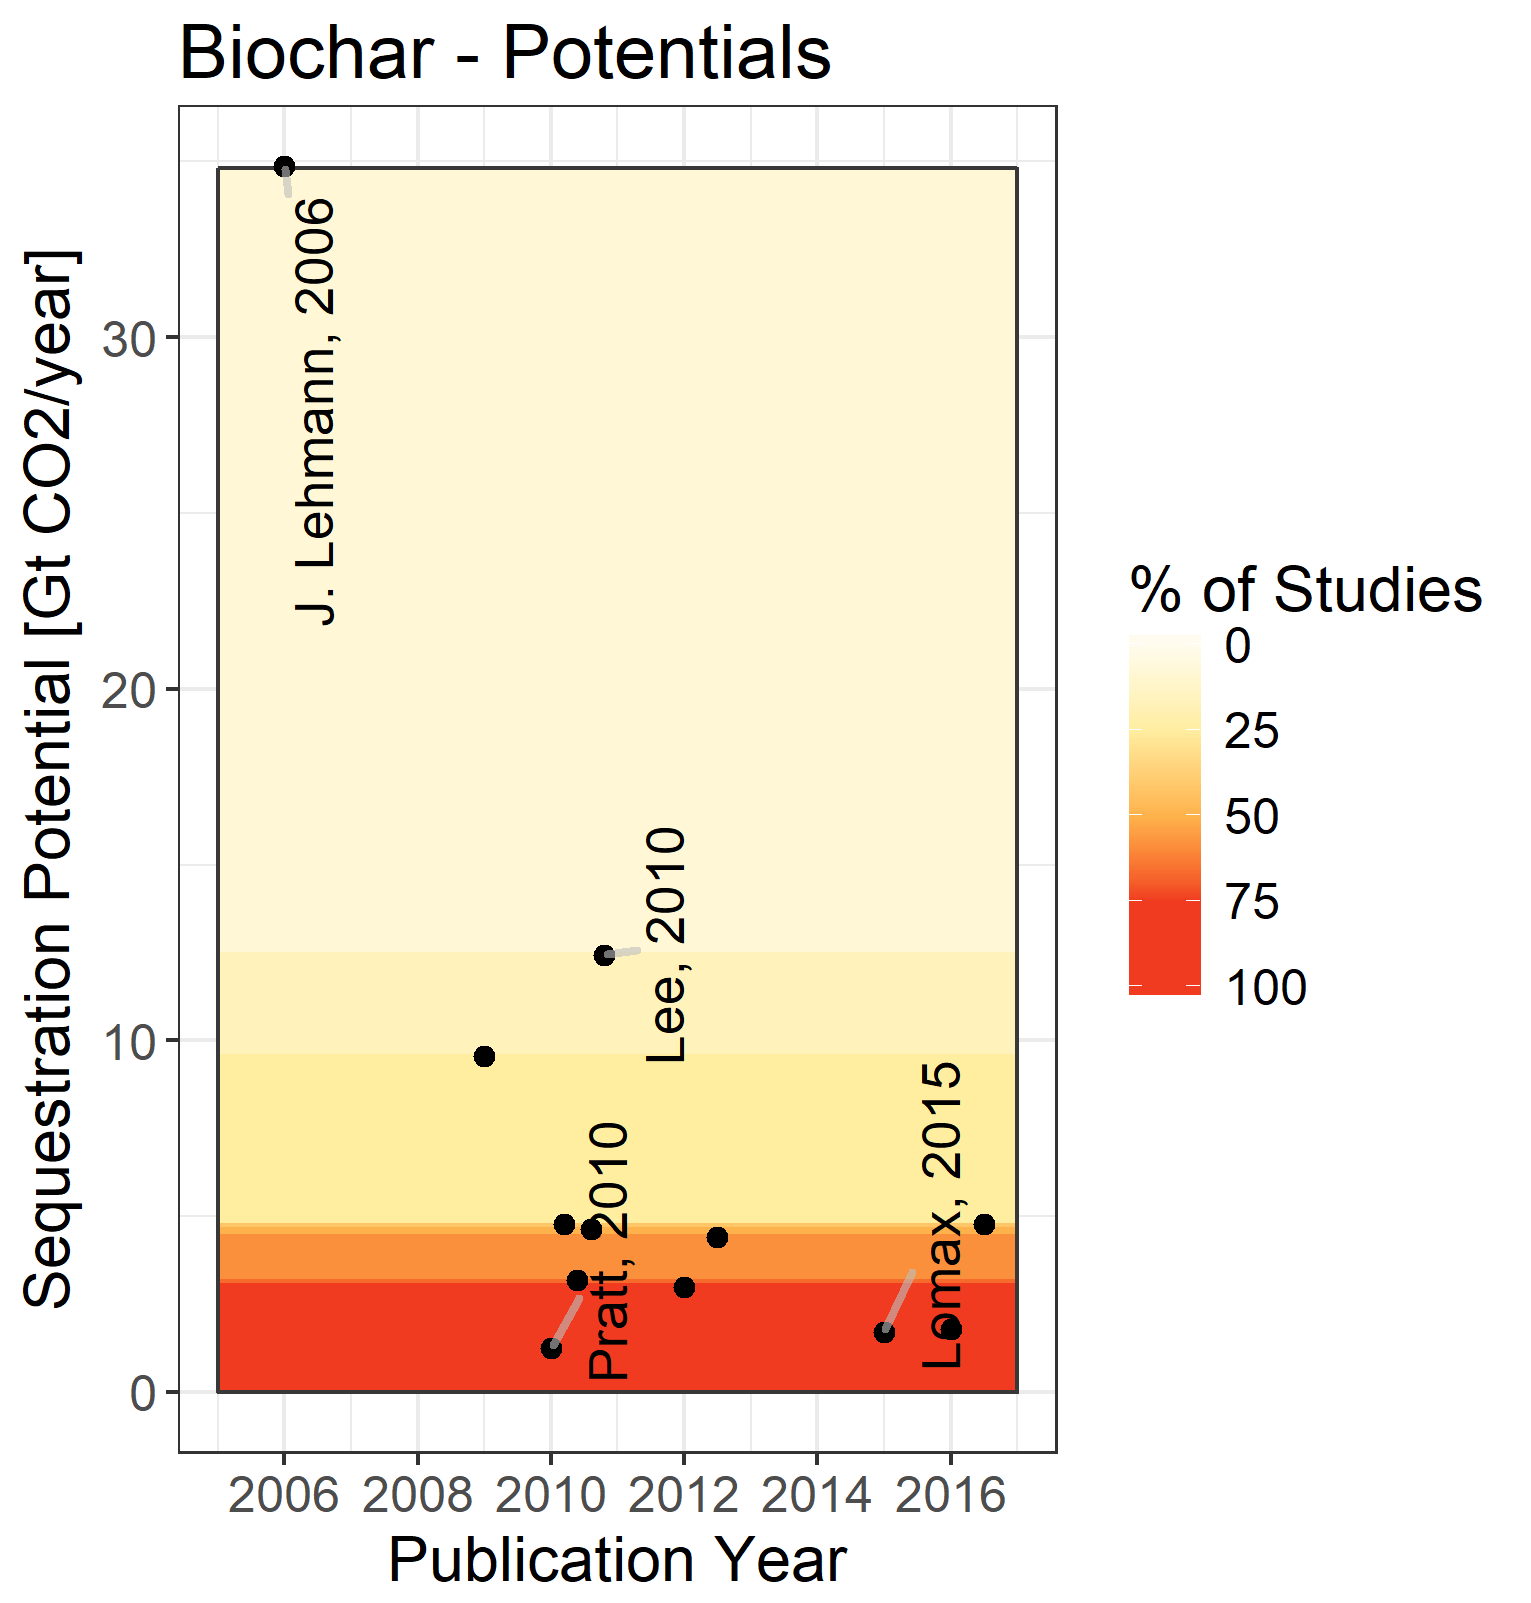 Biochar - Potentials
Sequestration Potential [Gt CO2/year]
30
20
10
0
J. Lehmann, 2006
Lee, 2010
Pratt, 2010
Lomax, 2015
2006 2008 2010 2012 2014 2016
Publication Year
% of Studies
0
25
50
75
100